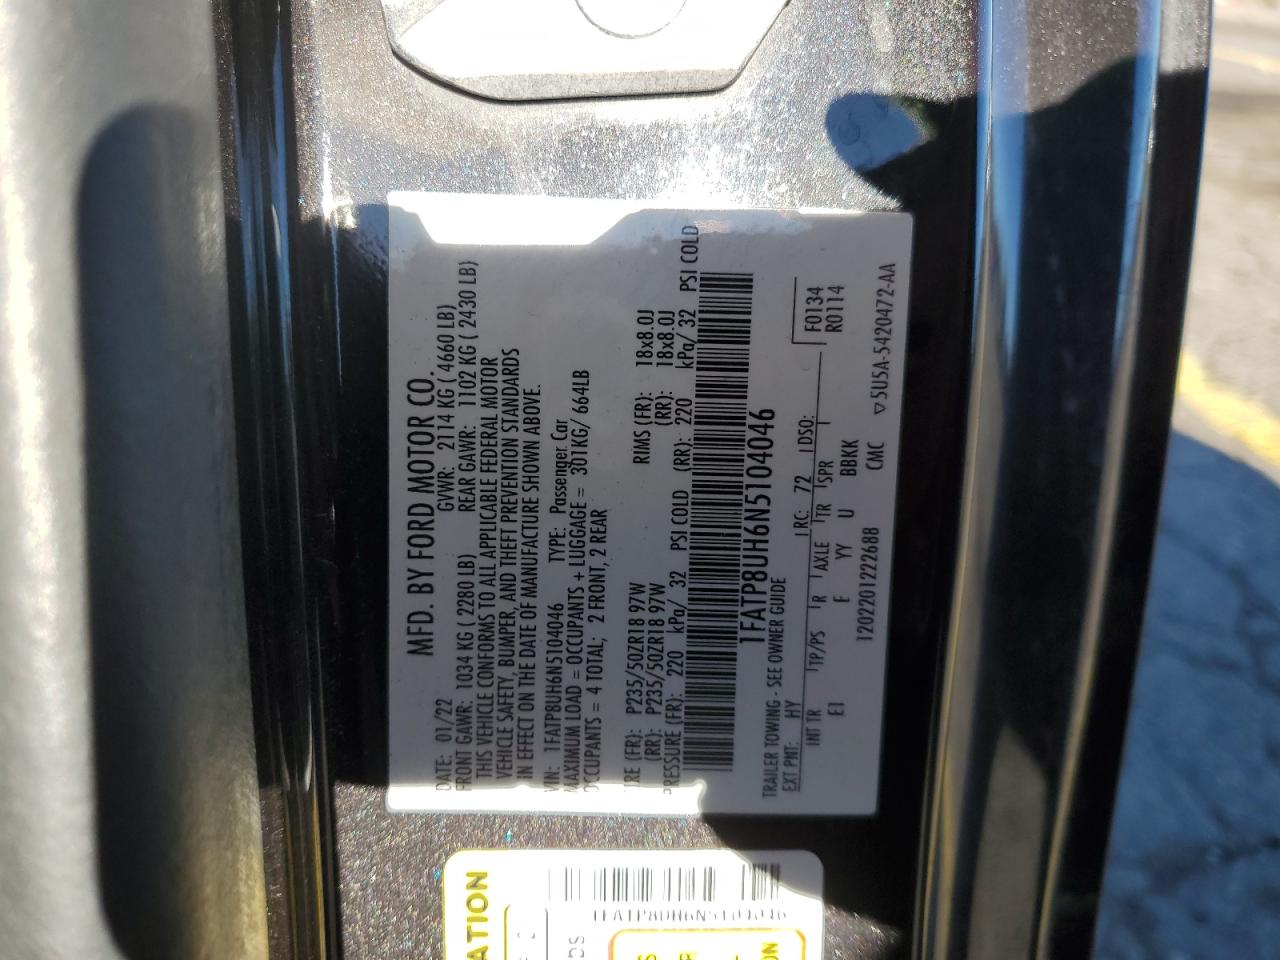 MFD. BY FORD MOTOR CO.
DATE: 01/22 GVWR: 2114 KG ( 4660 LB)
FRONT GAWR: 1034 KG ( 2280 LB) REAR GAWR: 1102 KG ( 2430 LB)
THIS VEHICLE CONFORMS TO ALL APPLICABLE FEDERAL MOTOR
VEHICLE SAFETY, BUMPER, AND THEFT PREVENTION STANDARDS
IN EFFECT ON THE DATE OF MANUFACTURE SHOWN ABOVE.
VIN: 1FATP8UH6N5104046 TYPE: Passenger Car
MAXIMUM LOAD = OCCUPANTS + LUGGAGE = 301KG/ 664LB
OCCUPANTS = 4 TOTAL; 2 FRONT, 2 REAR
TIRE (FR): P235/50ZR18 97W RIMS (FR): 18x8.0J
(RR): P235/50ZR18 97W (RR): 18x8.0J
PRESSURE (FR): 220 kPa/ 32 PSI COLD (RR): 220 kPa/ 32 PSI COLD
1FATP8UH6N5104046
TRAILER TOWING - SEE OWNER GUIDE
EXT PNT: HY RC: 72 DSO: F0134
R0114
INT TR TP/PS R AXLE TR SPR
EI E YY U BBKK
120220122688 CMC ▽5U5A-5420472-AA
1FATP8UH6N5104046
ATION
DS